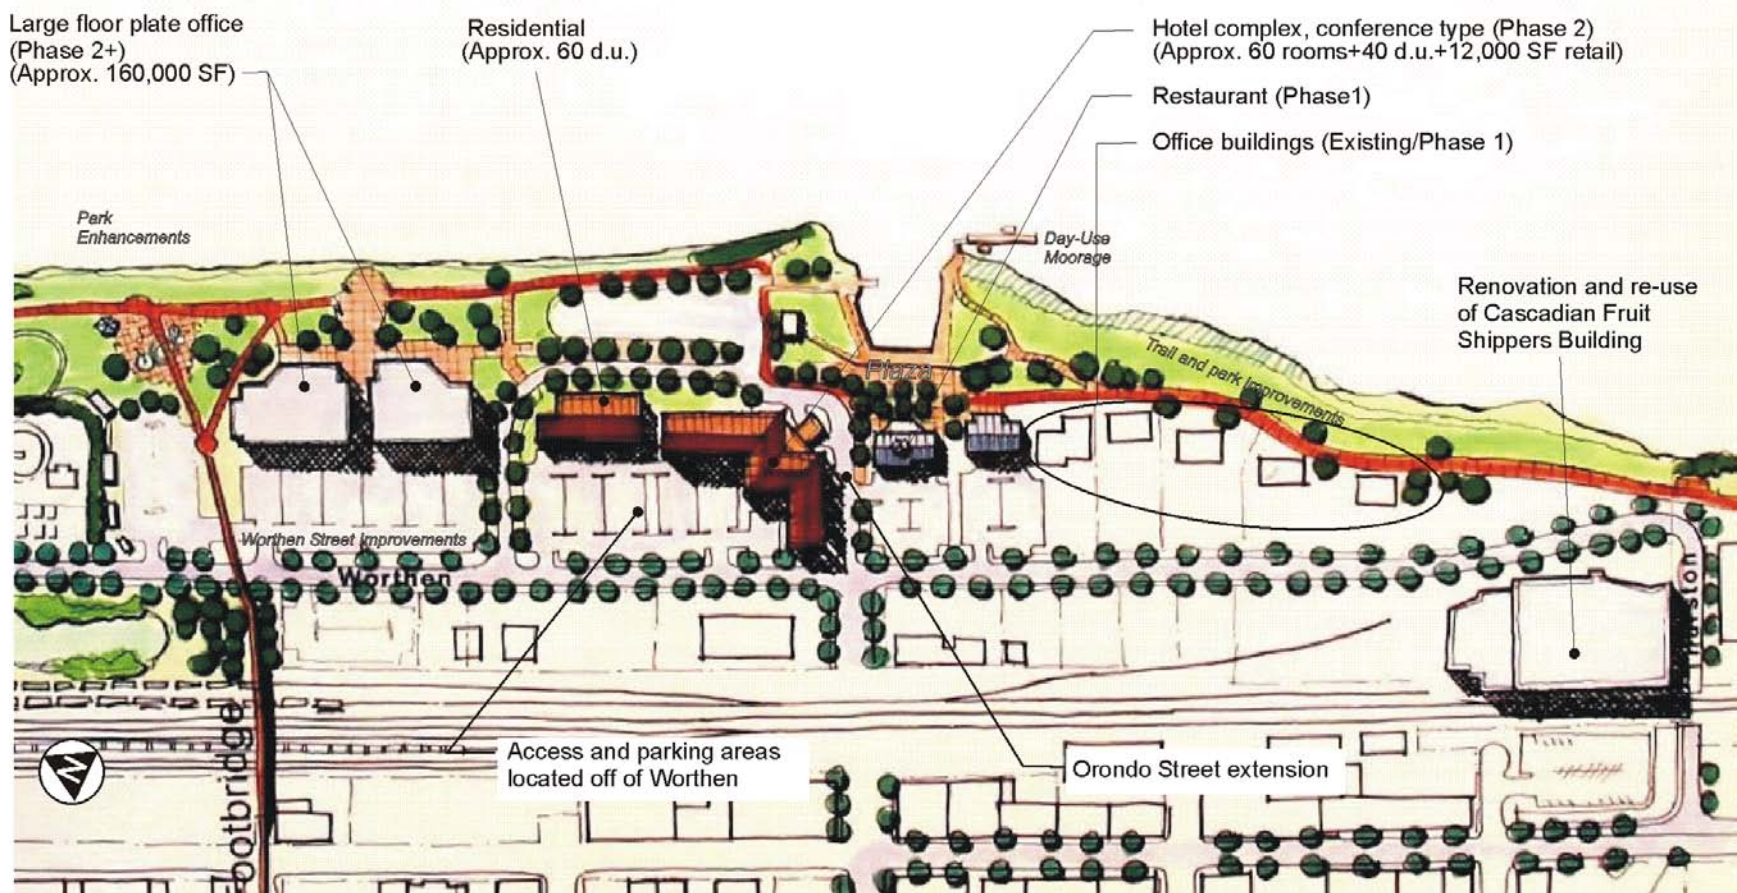 Large floor plate office
(Phase 2+)
(Approx. 160,000 SF)
Residential
(Approx. 60 d.u.)
Hotel complex, conference type (Phase 2)
(Approx. 60 rooms+40 d.u.+12,000 SF retail)
Restaurant (Phase1)
Office buildings (Existing/Phase 1)
Park
Enhancements
Day-Use
Moorage
Renovation and re-use
of Cascadian Fruit
Shippers Building
Trail and park Improvements
Plaza
Worthen Street Improvements
Worthen
Thurston
Footbridge
N
Access and parking areas
located off of Worthen
Orondo Street extension